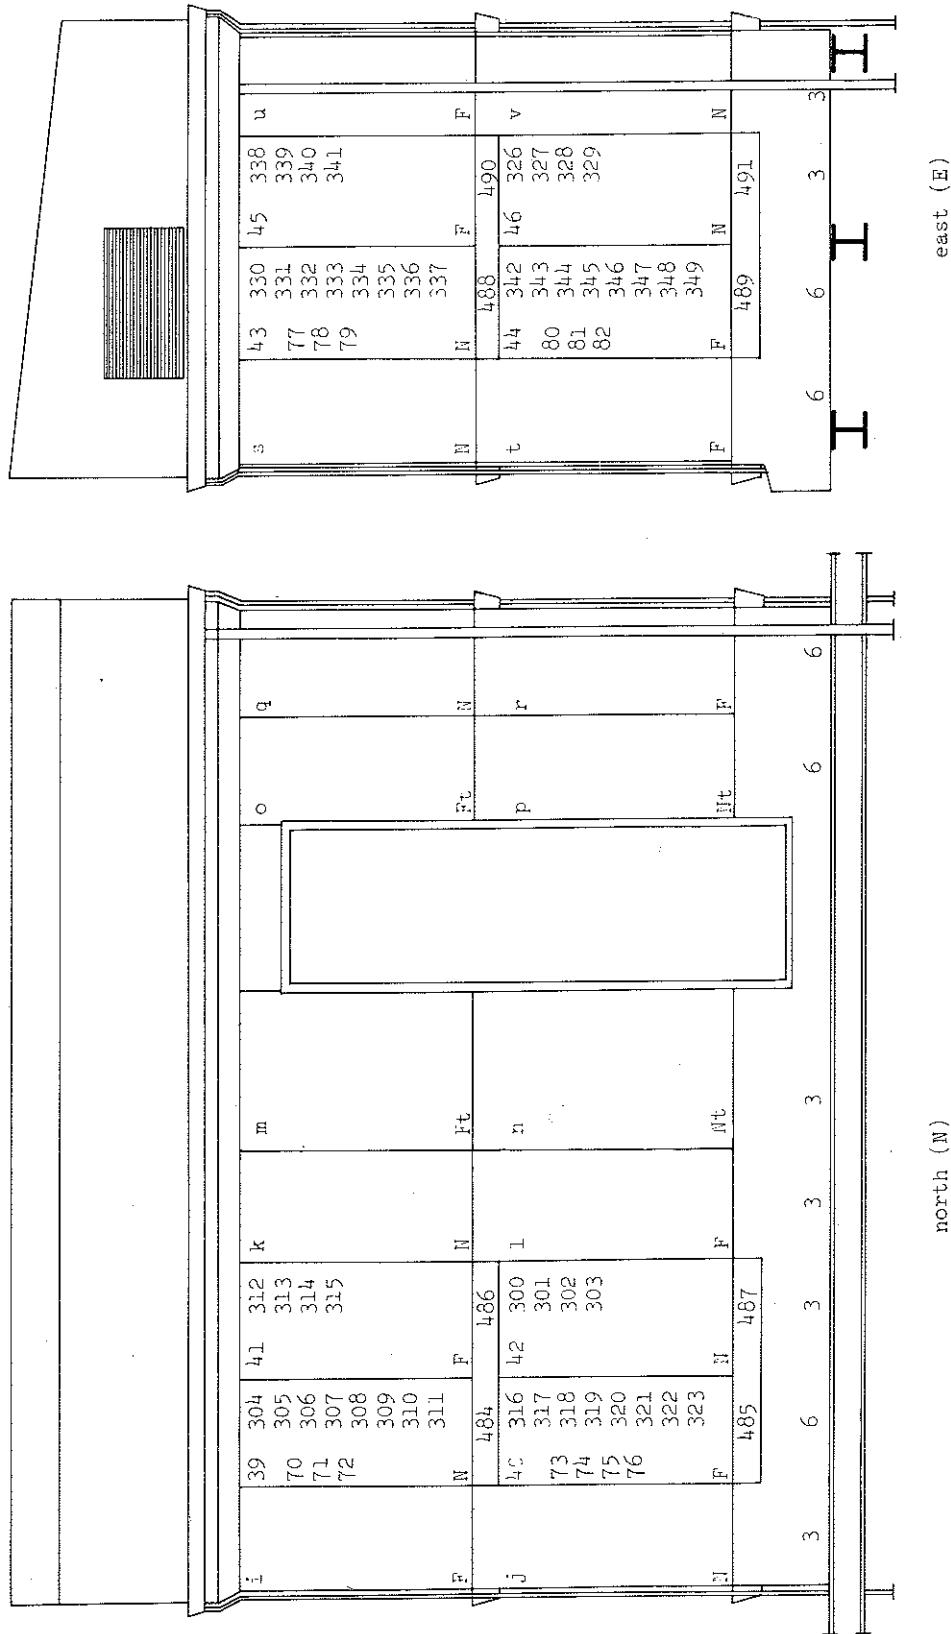 i
F
39 304
305
70 306
71 307
72 308
309
310
311
N
41 312
313
314
315
F
k
N
m
Ft
o
Ft
q
N
484
486
j
N
40 316
317
73 318
74 319
75 320
76 321
322
323
F
42 300
301
302
303
N
l
F
n
Nt
p
Nt
r
F
485
487
3 6 3 3 3 6 6
north (N)
s
N
43 330
331
77 332
78 333
79 334
335
336
337
N
45 338
339
340
341
F
u
F
488
490
t
F
44 342
343
80 344
81 345
82 346
347
348
349
F
46 326
327
328
329
N
v
N
489
491
6 6 3 3
east (E)